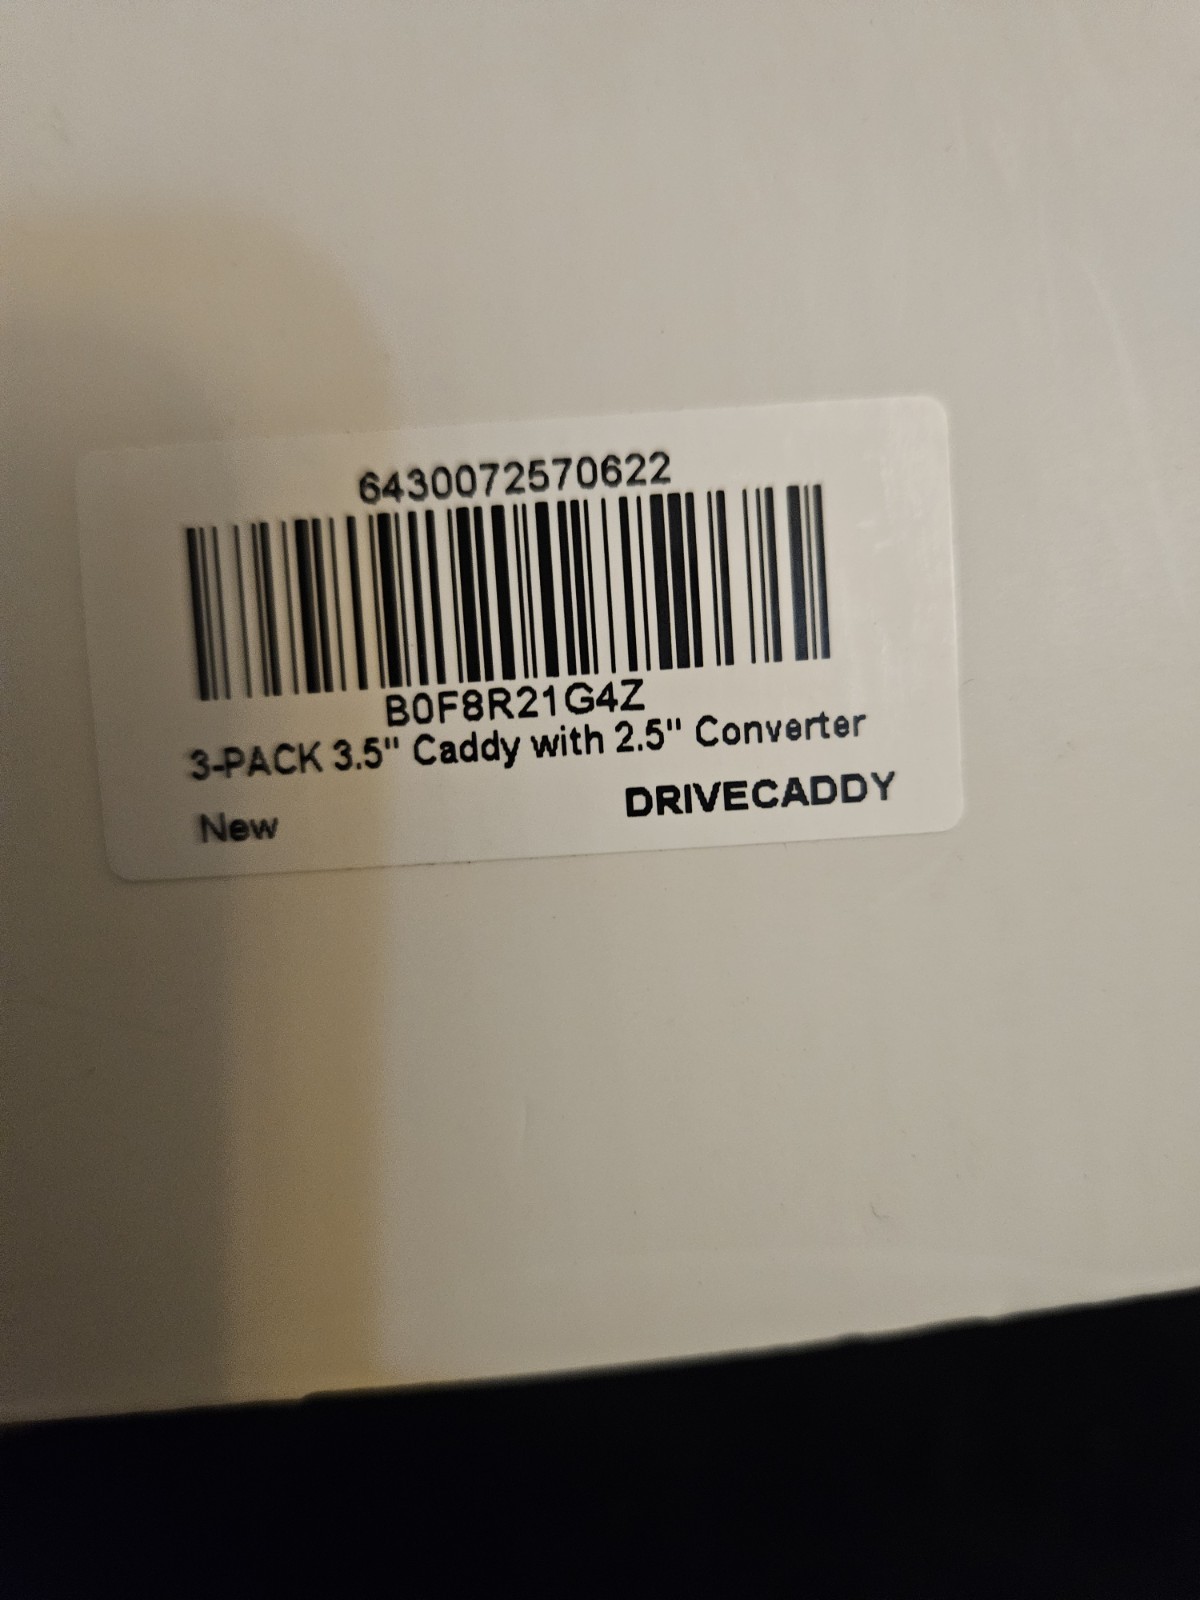 6430072570622
B0F8R21G4Z
3-PACK 3.5" Caddy with 2.5" Converter
New DRIVECADDY